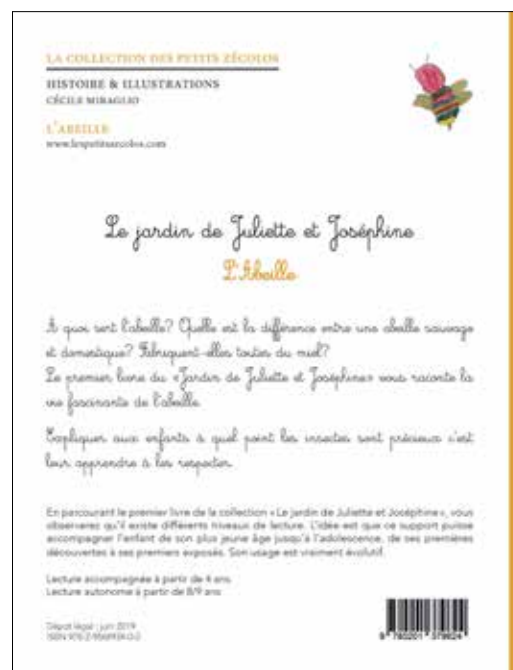 LA COLLECTION DES PETITS ZÉCOLOS
HISTOIRE & ILLUSTRATIONS
CÉCILE MIRAGLIO
L'ABEILLE
www.lespetitszecolos.com
Le jardin de Juliette et Joséphine
L'Abeille
À quoi sert l'abeille? Quelle est la différence entre une abeille sauvage
et domestique? Fabriquent-elles toutes du miel?
Le premier livre du «Jardin de Juliette et Joséphine» vous raconte la
vie fascinante de l'abeille.
Expliquer aux enfants à quel point les insectes sont précieux c'est
leur apprendre à les respecter.
En parcourant le premier livre de la collection «Le jardin de Juliette et Joséphine», vous
observerez qu'il existe différents niveaux de lecture. L'idée est que ce support puisse
accompagner l'enfant de son plus jeune âge jusqu'à l'adolescence, de ses premières
découvertes à ses premiers exposés. Son usage est vraiment évolutif.
Lecture accompagnée à partir de 4 ans
Lecture autonome à partir de 8/9 ans
Dépôt légal : juin 2019
ISBN
9 780201 379624